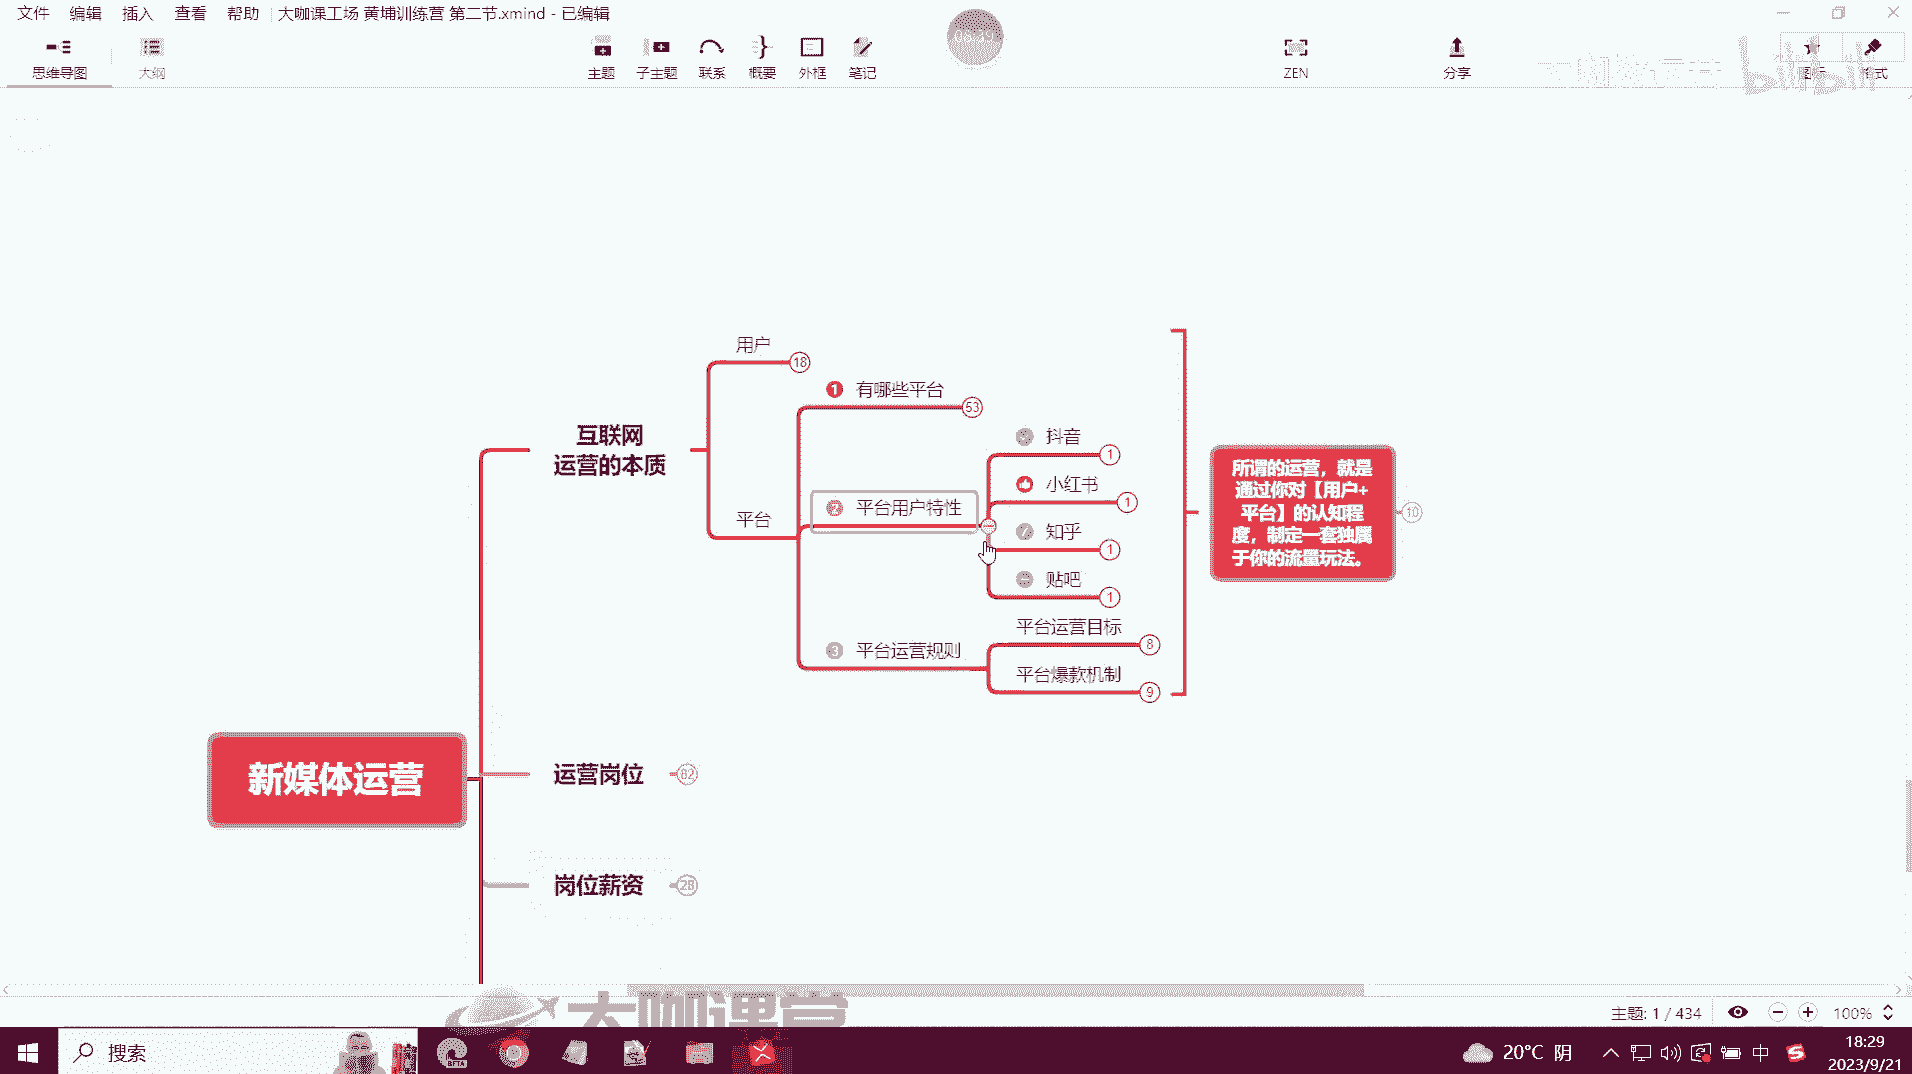 文件 编辑 插入 查看 帮助 大咖课工场 黄埔训练营 第二节.xmind - 已编辑
思维导图 大纲 主题 子主题 联系 概要 外框 笔记 ZEN 分享 图标 格式
bilibili
用户 18
1 有哪些平台 53
互联网
运营的本质
抖音 1
小红书 1
平台
2 平台用户特性
知乎 1
贴吧 1
3 平台运营规则
平台运营目标 8
平台爆款机制 9
所谓的运营，就是
通过你对【用户+
平台】的认知程
度，制定一套独属
于你的流量玩法。
10
新媒体运营
运营岗位 62
岗位薪资 28
大咖课堂
主题: 1 / 434 100%
搜索
BETA
20°C 阴
中
18:29
2023/9/21